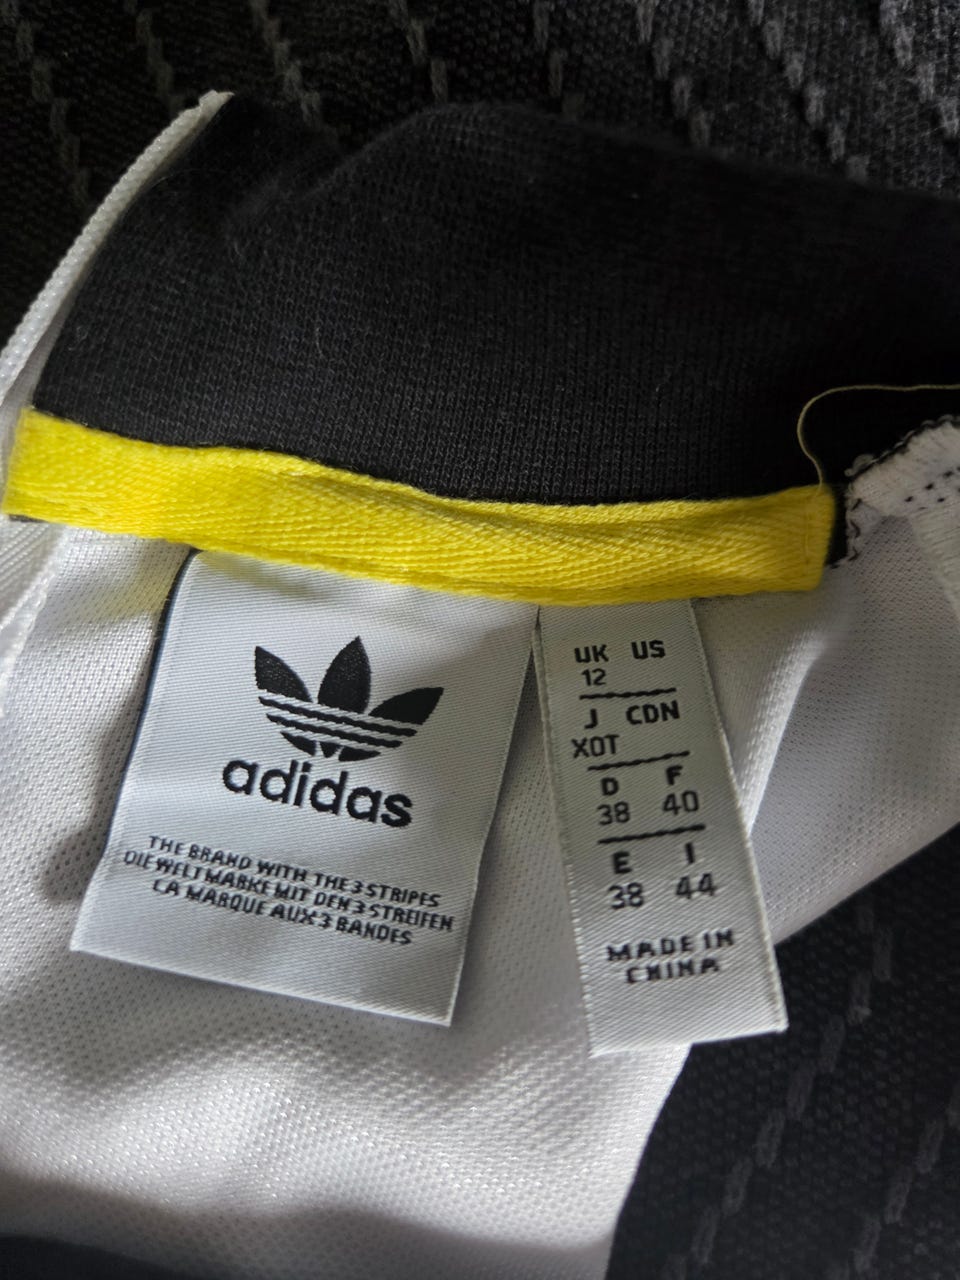 adidas
THE BRAND WITH THE 3 STRIPES
DIE WELTMARKE MIT DEN 3 STREIFEN
LA MARQUE AUX 3 BANDES
UK US
12
J CDN
XOT
D F
38 40
E I
38 44
MADE IN
CHINA